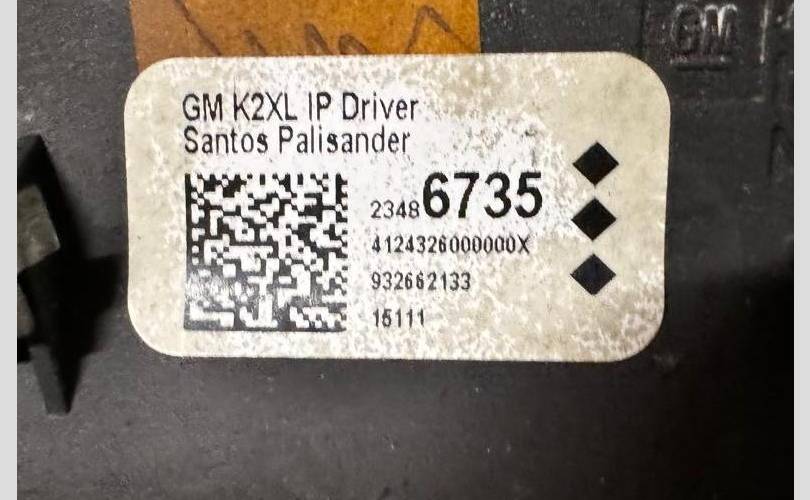 GM
GM K2XL IP Driver
Santos Palisander
23486735
4124326000000X
932662133
15111